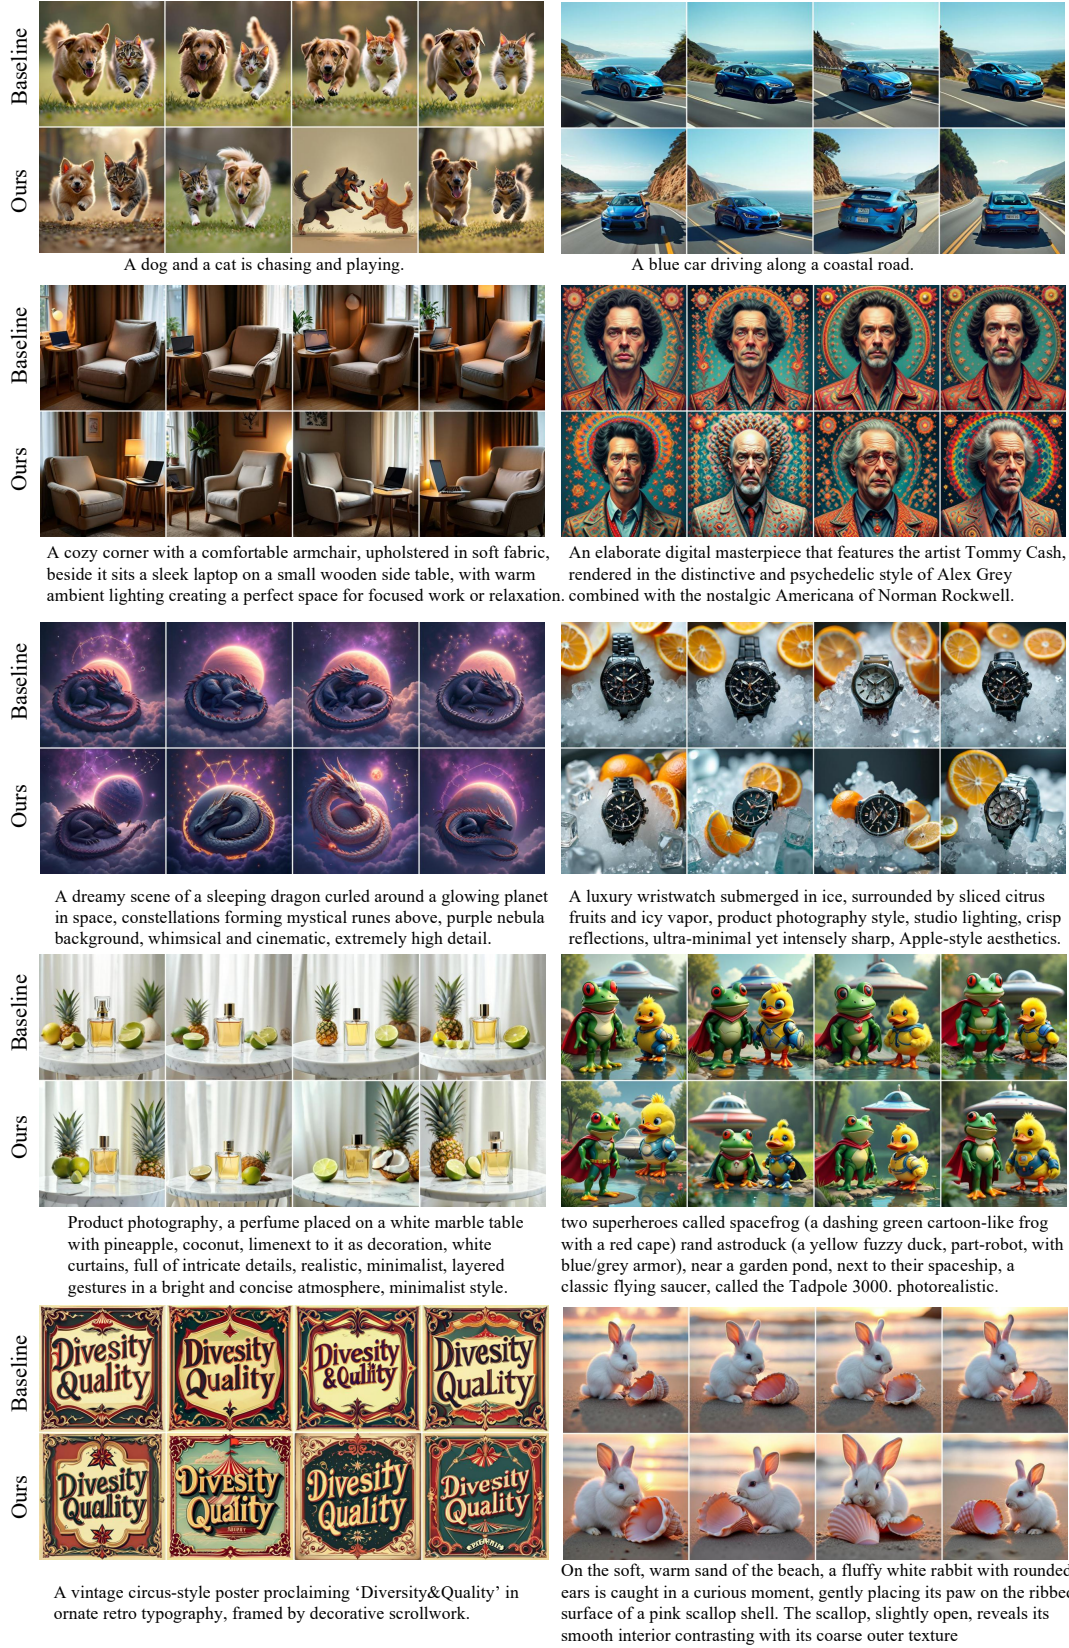 Baseline
Ours
A dog and a cat is chasing and playing.
A blue car driving along a coastal road.
Baseline
Ours
A cozy corner with a comfortable armchair, upholstered in soft fabric,
beside it sits a sleek laptop on a small wooden side table, with warm
ambient lighting creating a perfect space for focused work or relaxation.
An elaborate digital masterpiece that features the artist Tommy Cash,
rendered in the distinctive and psychedelic style of Alex Grey
combined with the nostalgic Americana of Norman Rockwell.
Baseline
Ours
A dreamy scene of a sleeping dragon curled around a glowing planet
in space, constellations forming mystical runes above, purple nebula
background, whimsical and cinematic, extremely high detail.
A luxury wristwatch submerged in ice, surrounded by sliced citrus
fruits and icy vapor, product photography style, studio lighting, crisp
reflections, ultra-minimal yet intensely sharp, Apple-style aesthetics.
Baseline
Ours
Product photography, a perfume placed on a white marble table
with pineapple, coconut, limenext to it as decoration, white
curtains, full of intricate details, realistic, minimalist, layered
gestures in a bright and concise atmosphere, minimalist style.
two superheroes called spacefrog (a dashing green cartoon-like frog
with a red cape) rand astroduck (a yellow fuzzy duck, part-robot, with
blue/grey armor), near a garden pond, next to their spaceship, a
classic flying saucer, called the Tadpole 3000. photorealistic.
Baseline
Divesity
&Quality
Divesity
Quality
Divesity
&Qulity
Divesity
Quality
Ours
Divesity
Quality
Divesity
Quality
Divesity
Quality
Divesity
Quality
A vintage circus-style poster proclaiming ‘Diversity&Quality’ in
ornate retro typography, framed by decorative scrollwork.
On the soft, warm sand of the beach, a fluffy white rabbit with rounded
ears is caught in a curious moment, gently placing its paw on the ribbed
surface of a pink scallop shell. The scallop, slightly open, reveals its
smooth interior contrasting with its coarse outer texture